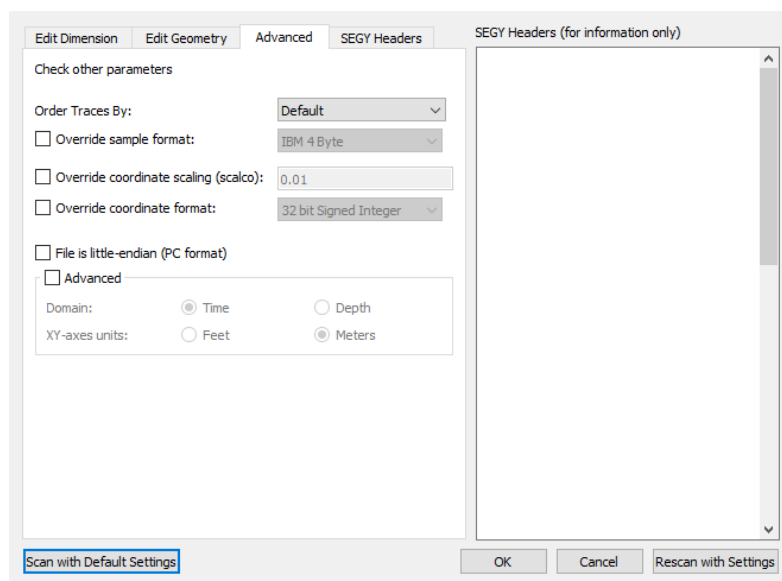 Edit Dimension Edit Geometry Advanced SEGY Headers
Check other parameters
Order Traces By: Default
Override sample format: IBM 4 Byte
Override coordinate scaling (scalco): 0.01
Override coordinate format: 32 bit Signed Integer
File is little-endian (PC format)
Advanced
Domain: Time Depth
XY-axes units: Feet Meters
SEGY Headers (for information only)
Scan with Default Settings OK Cancel Rescan with Settings